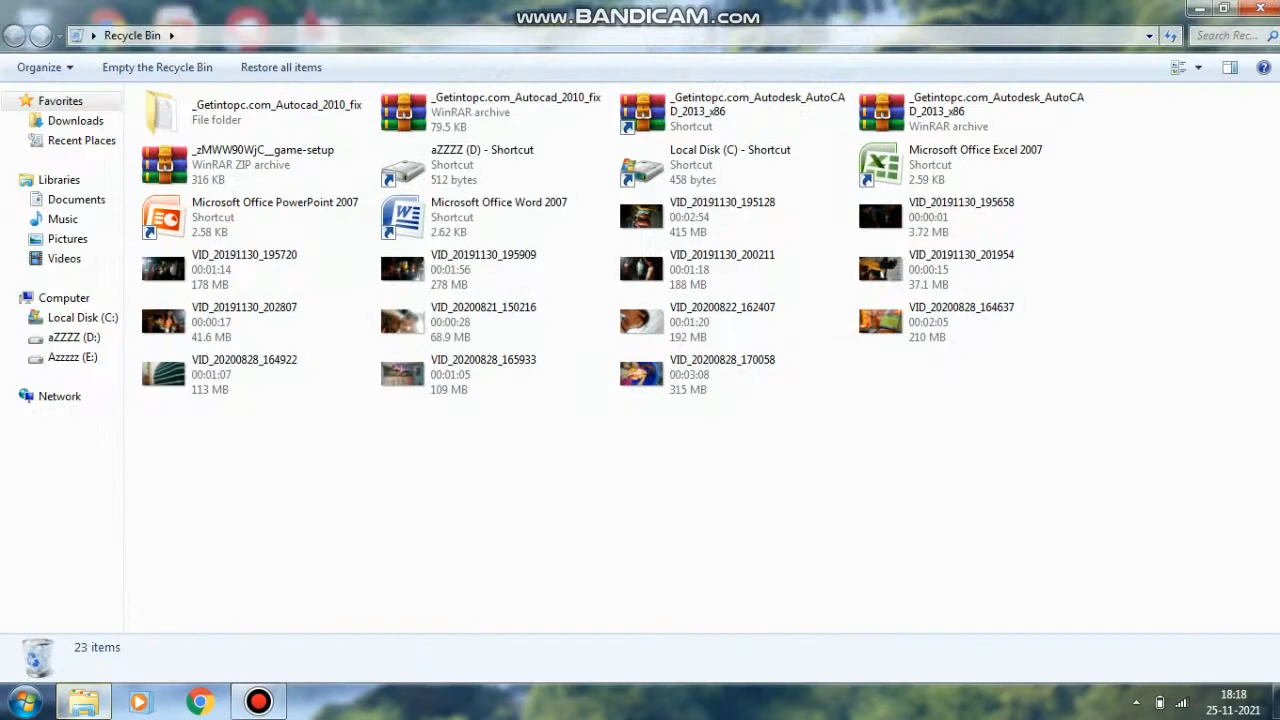 www.BANDICAM.com
Recycle Bin
Search Rec...
Organize
Empty the Recycle Bin
Restore all items
Favorites
Downloads
Recent Places
Libraries
Documents
Music
Pictures
Videos
Computer
Local Disk (C:)
aZZZZ (D:)
Azzzzz (E:)
Network
_Getintopc.com_Autocad_2010_fix
File folder
_Getintopc.com_Autocad_2010_fix
WinRAR archive
79.5 KB
_Getintopc.com_Autodesk_AutoCA
D_2013_x86
Shortcut
_Getintopc.com_Autodesk_AutoCA
D_2013_x86
WinRAR archive
_zMWW90WjC__game-setup
WinRAR ZIP archive
316 KB
aZZZZ (D) - Shortcut
Shortcut
512 bytes
Local Disk (C) - Shortcut
Shortcut
458 bytes
Microsoft Office Excel 2007
Shortcut
2.59 KB
Microsoft Office PowerPoint 2007
Shortcut
2.58 KB
Microsoft Office Word 2007
Shortcut
2.62 KB
VID_20191130_195128
00:02:54
415 MB
VID_20191130_195658
00:00:01
3.72 MB
VID_20191130_195720
00:01:14
178 MB
VID_20191130_195909
00:01:56
278 MB
VID_20191130_200211
00:01:18
188 MB
VID_20191130_201954
00:00:15
37.1 MB
VID_20191130_202807
00:00:17
41.6 MB
VID_20200821_150216
00:00:28
68.9 MB
VID_20200822_162407
00:01:20
192 MB
VID_20200828_164637
00:02:05
210 MB
VID_20200828_164922
00:01:07
113 MB
VID_20200828_165933
00:01:05
109 MB
VID_20200828_170058
00:03:08
315 MB
23 items
18:18
25-11-2021